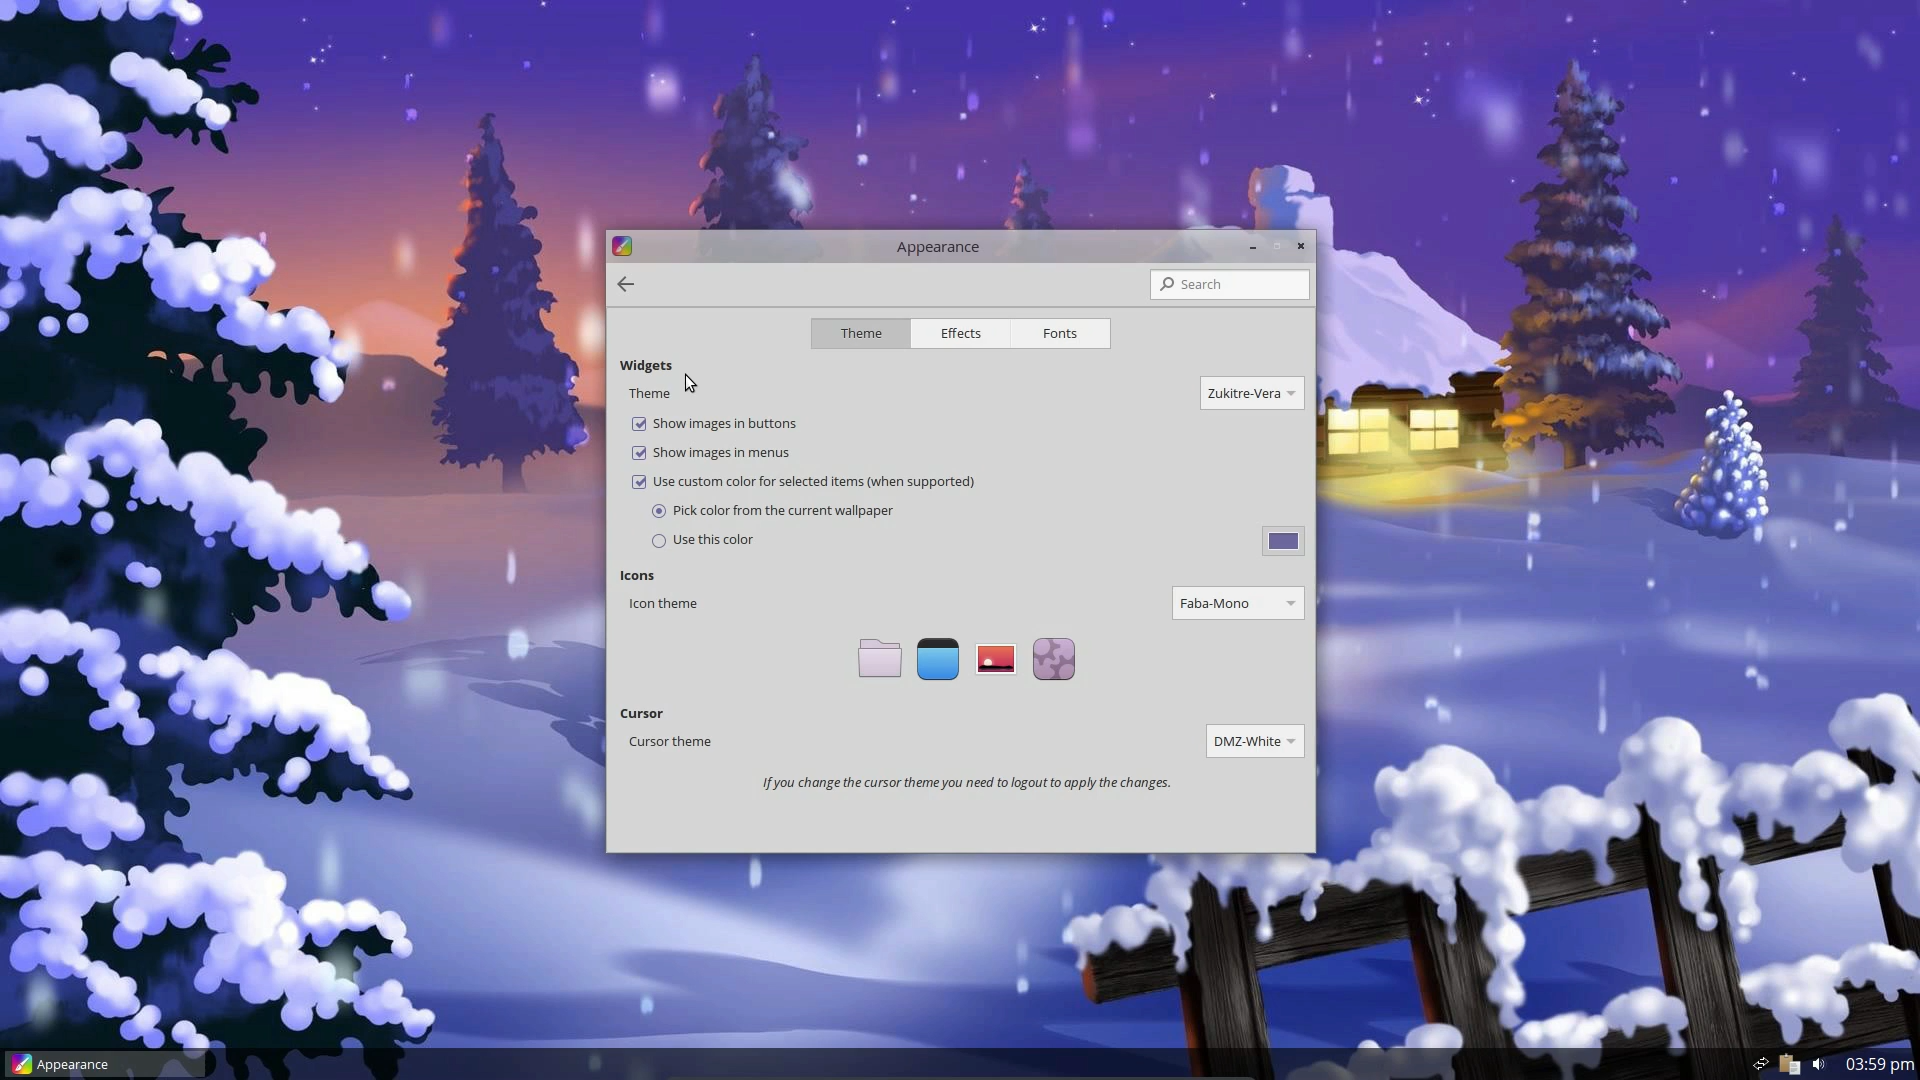 Appearance
Search
Theme
Effects
Fonts
Widgets
Theme
Zukitre-Vera
Show images in buttons
Show images in menus
Use custom color for selected items (when supported)
Pick color from the current wallpaper
Use this color
Icons
Icon theme
Faba-Mono
Cursor
Cursor theme
DMZ-White
If you change the cursor theme you need to logout to apply the changes.
Appearance
03:59 pm